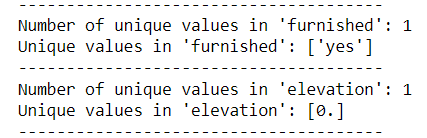 --------------------------------------
Number of unique values in 'furnished': 1
Unique values in 'furnished': ['yes']
--------------------------------------
Number of unique values in 'elevation': 1
Unique values in 'elevation': [0.]
--------------------------------------